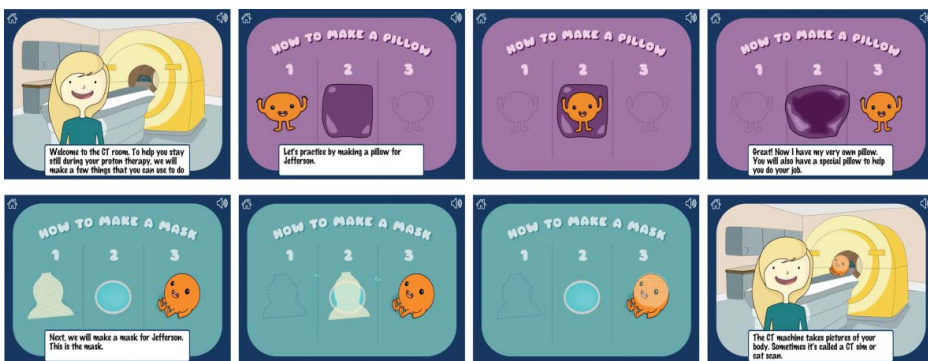 Welcome to the CT room. To help you stay
still during your proton therapy, we will
make a few things that you can use to do
HOW TO MAKE A PILLOW
1 2 3
Let's practice by making a pillow for
Jefferson.
HOW TO MAKE A PILLOW
1 2 3
HOW TO MAKE A PILLOW
1 2 3
Great! Now I have my very own pillow.
You will also have a special pillow to help
you do your job.
HOW TO MAKE A MASK
1 2 3
Next, we will make a mask for Jefferson.
This is the mask.
HOW TO MAKE A MASK
1 2 3
HOW TO MAKE A MASK
1 2 3
The CT machine takes pictures of your
body. Sometimes it's called a CT sim or
cat scan.